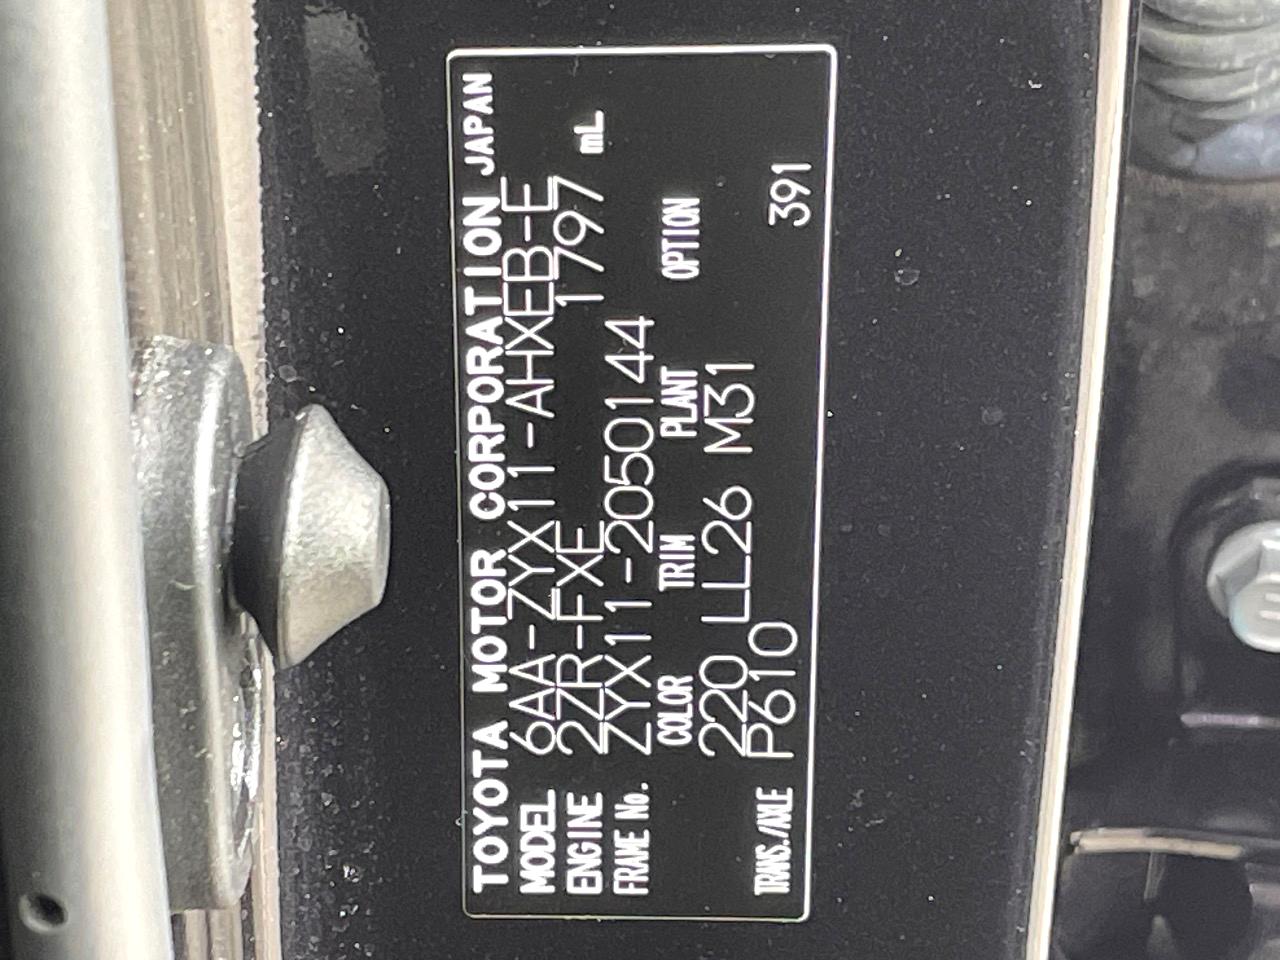 TOYOTA MOTOR CORPORATION JAPAN
MODEL 6AA-ZYX11-AHXEB-E
ENGINE 2ZR-FXE 1797 mL
FRAME No. ZYX11-2050144
COLOR TRIM PLANT OPTION
220 LL26 M31
TRANS./AXLE P610 391